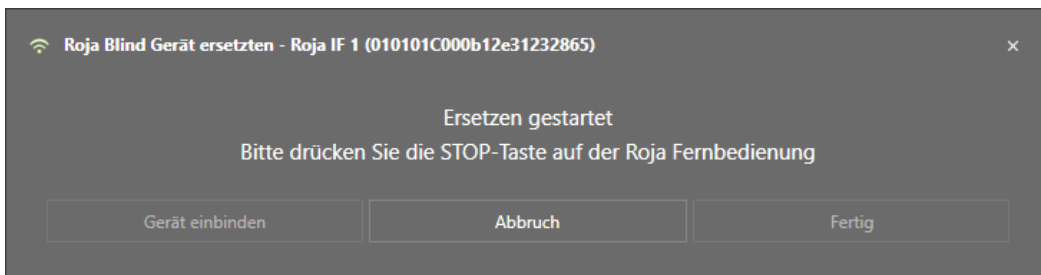 Roja Blind Gerät ersetzten - Roja IF 1 (010101C000b12e31232865)
Ersetzen gestartet
Bitte drücken Sie die STOP-Taste auf der Roja Fernbedienung
Gerät einbinden
Abbruch
Fertig